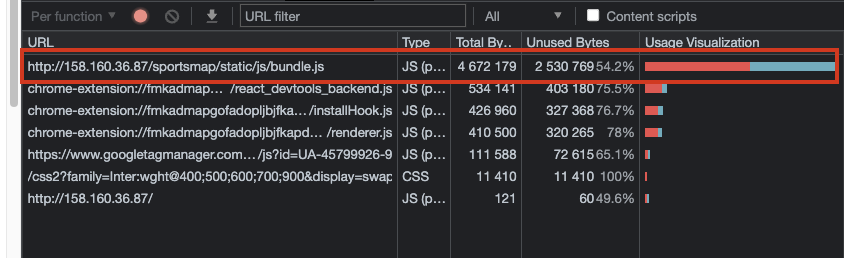 Per function URL filter All Content scripts
URL Type Total By‥ Unused Bytes Usage Visualization
http://158.160.36.87/sportsmap/static/js/bundle.js JS (p… 4 672 179 2 530 769 54.2%
chrome-extension://fmkadmap… /react_devtools_backend.js JS (p… 534 141 403 180 75.5%
chrome-extension://fmkadmapgofadopljbjfka… /installHook.js JS (p… 426 960 327 368 76.7%
chrome-extension://fmkadmapgofadopljbjfkapd… /renderer.js JS (p… 410 500 320 265 78%
https://www.googletagmanager.com… /js?id=UA-45799926-9 JS (p… 111 588 72 615 65.1%
/css2?family=Inter:wght@400;500;600;700;900&display=swap CSS 11 410 11 410 100%
http://158.160.36.87/ JS (p… 121 60 49.6%